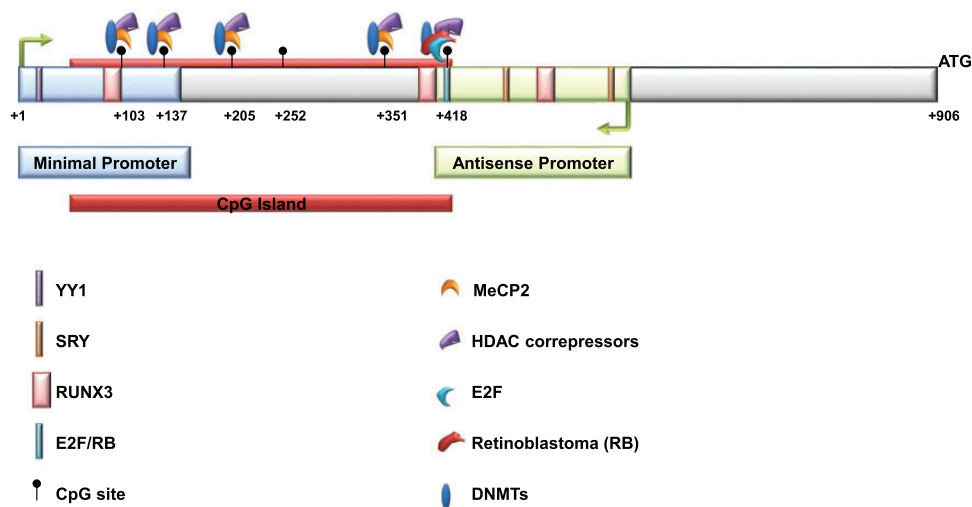 ATG
+1
+103
+137
+205
+252
+351
+418
+906
Minimal Promoter
Antisense Promoter
CpG Island
YY1
MeCP2
SRY
HDAC correpressors
RUNX3
E2F
E2F/RB
Retinoblastoma (RB)
CpG site
DNMTs